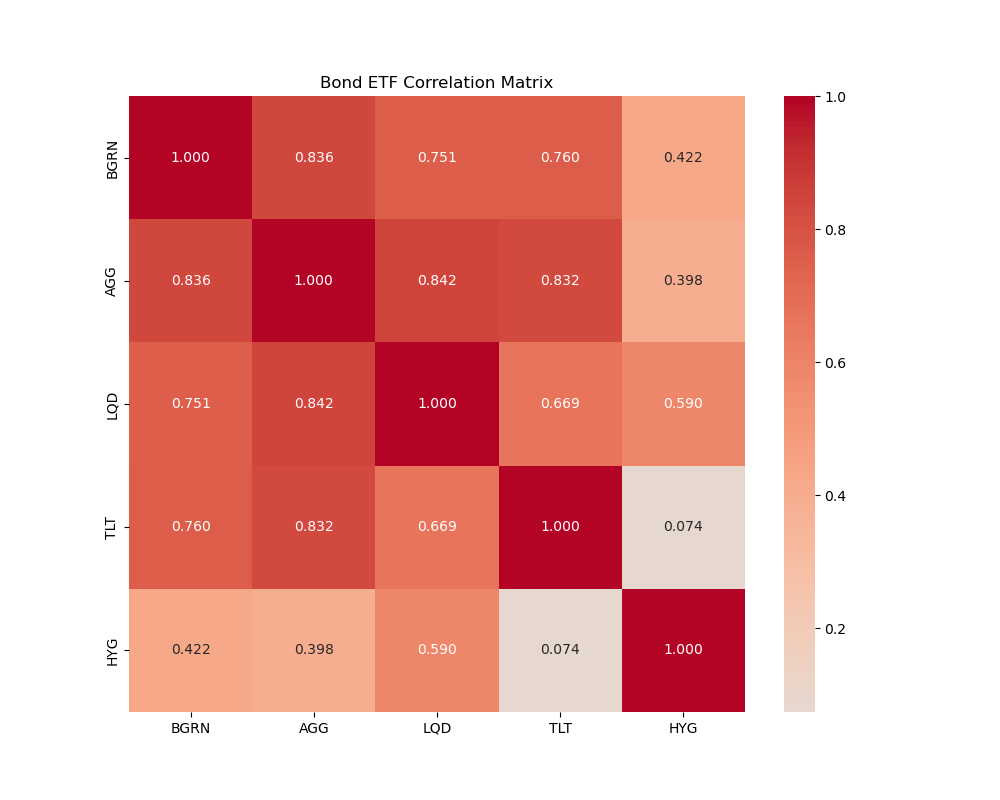 Bond ETF Correlation Matrix
BGRN 1.000 0.836 0.751 0.760 0.422
AGG 0.836 1.000 0.842 0.832 0.398
LQD 0.751 0.842 1.000 0.669 0.590
TLT 0.760 0.832 0.669 1.000 0.074
HYG 0.422 0.398 0.590 0.074 1.000
BGRN AGG LQD TLT HYG
1.0
0.8
0.6
0.4
0.2